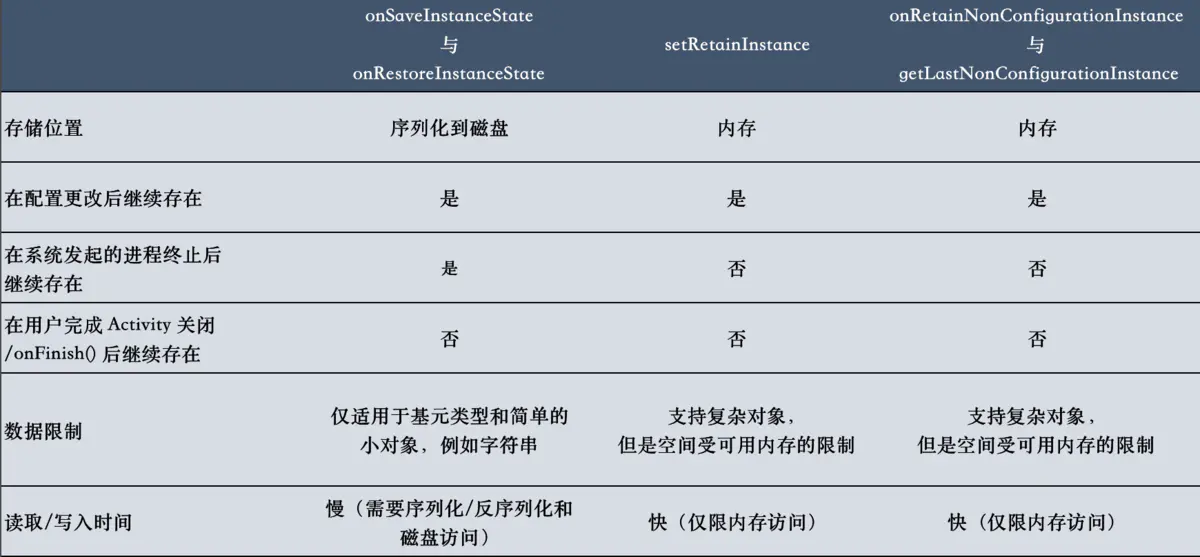 onSaveInstanceState
与
onRestoreInstanceState
setRetainInstance
onRetainNonConfigurationInstance
与
getLastNonConfigurationInstance
存储位置
序列化到磁盘
内存
内存
在配置更改后继续存在
是
是
是
在系统发起的进程终止后
继续存在
是
否
否
在用户完成 Activity 关闭
/onFinish() 后继续存在
否
否
否
数据限制
仅适用于基元类型和简单的
小对象，例如字符串
支持复杂对象，
但是空间受可用内存的限制
支持复杂对象，
但是空间受可用内存的限制
读取/写入时间
慢（需要序列化/反序列化和
磁盘访问）
快（仅限内存访问）
快（仅限内存访问）